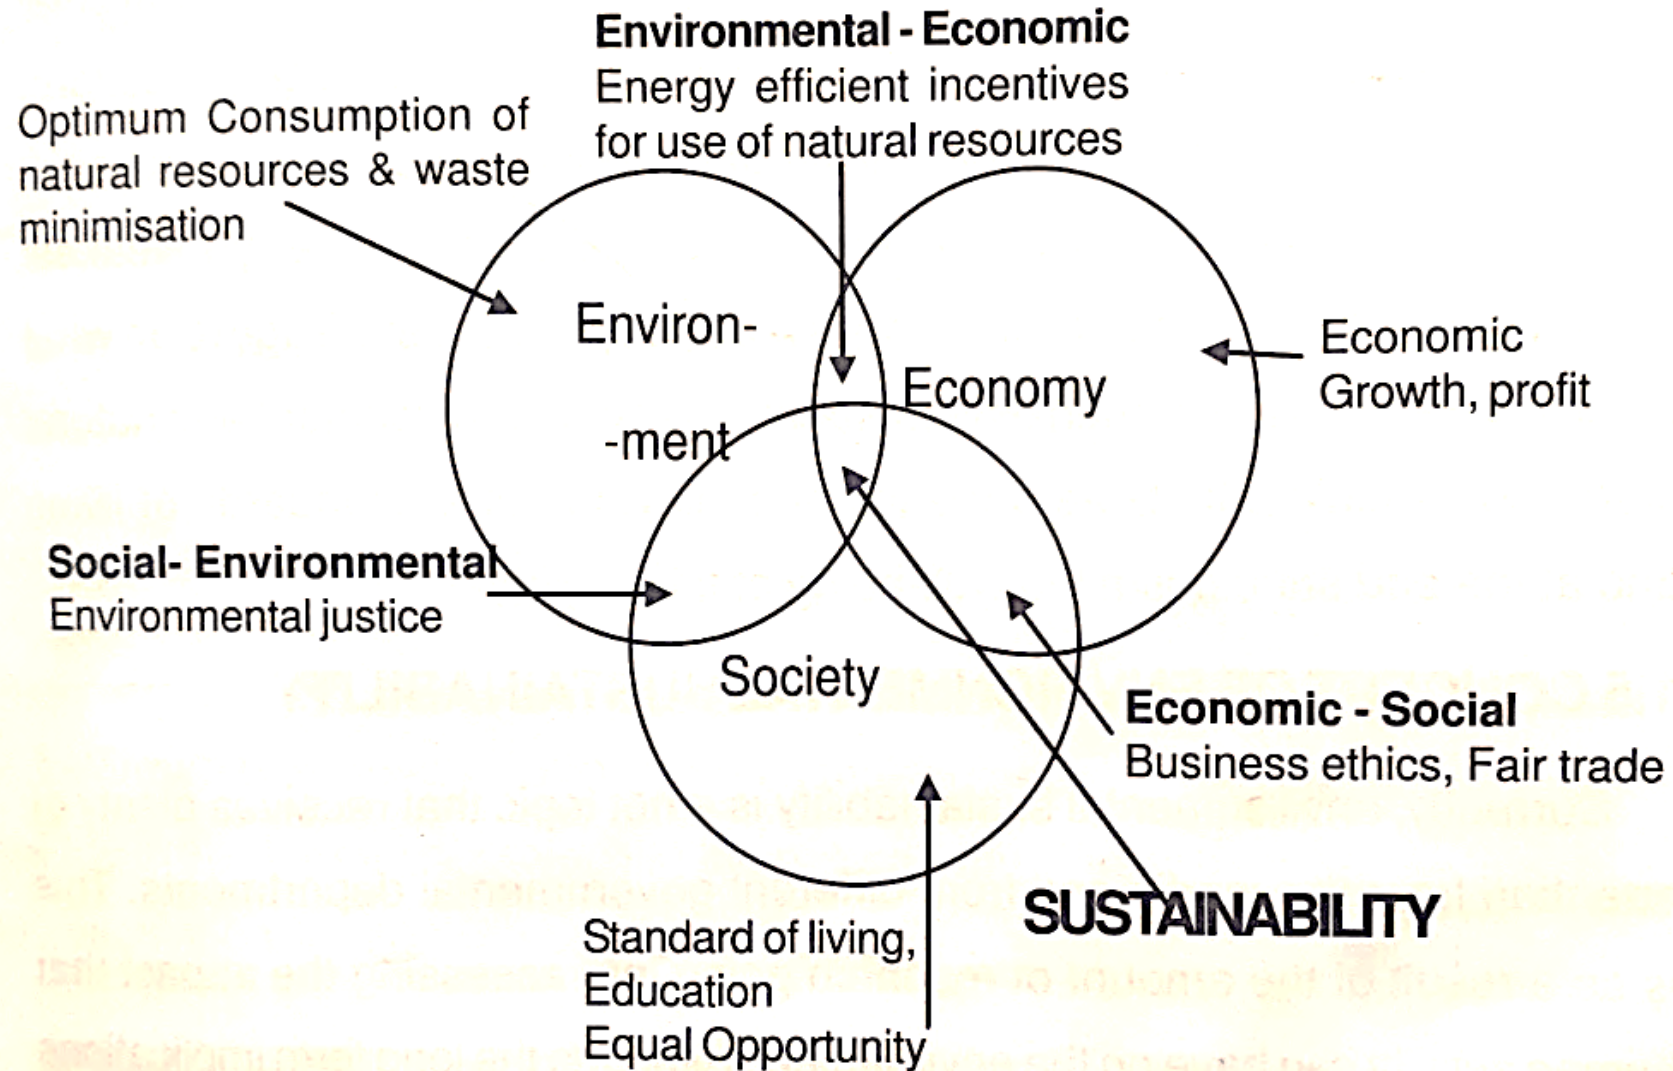 Environmental - Economic
Energy efficient incentives
for use of natural resources
Optimum Consumption of
natural resources & waste
minimisation
Environ-
-ment
Economy
Economic
Growth, profit
Social- Environmental
Environmental justice
Society
Economic - Social
Business ethics, Fair trade
SUSTAINABILITY
Standard of living,
Education
Equal Opportunity